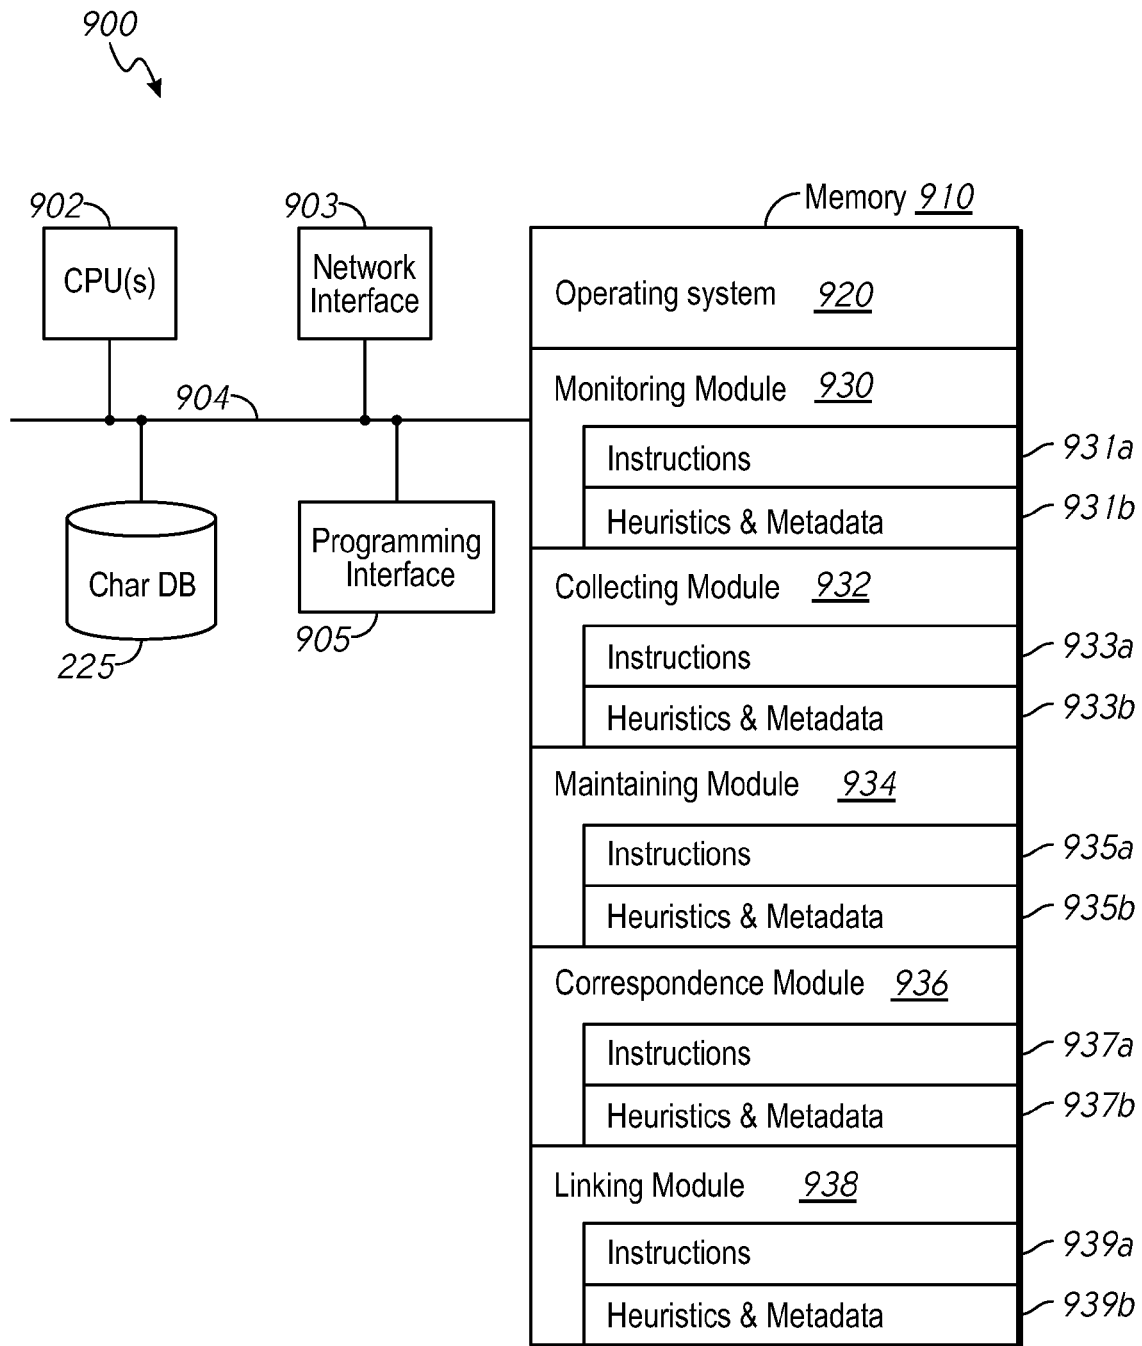 900
902
903
Memory 910
CPU(s)
Network
Interface
Operating system 920
904
Monitoring Module 930
Instructions
931a
Heuristics & Metadata
931b
Char DB
225
Programming
Interface
905
Collecting Module 932
Instructions
933a
Heuristics & Metadata
933b
Maintaining Module 934
Instructions
935a
Heuristics & Metadata
935b
Correspondence Module 936
Instructions
937a
Heuristics & Metadata
937b
Linking Module 938
Instructions
939a
Heuristics & Metadata
939b